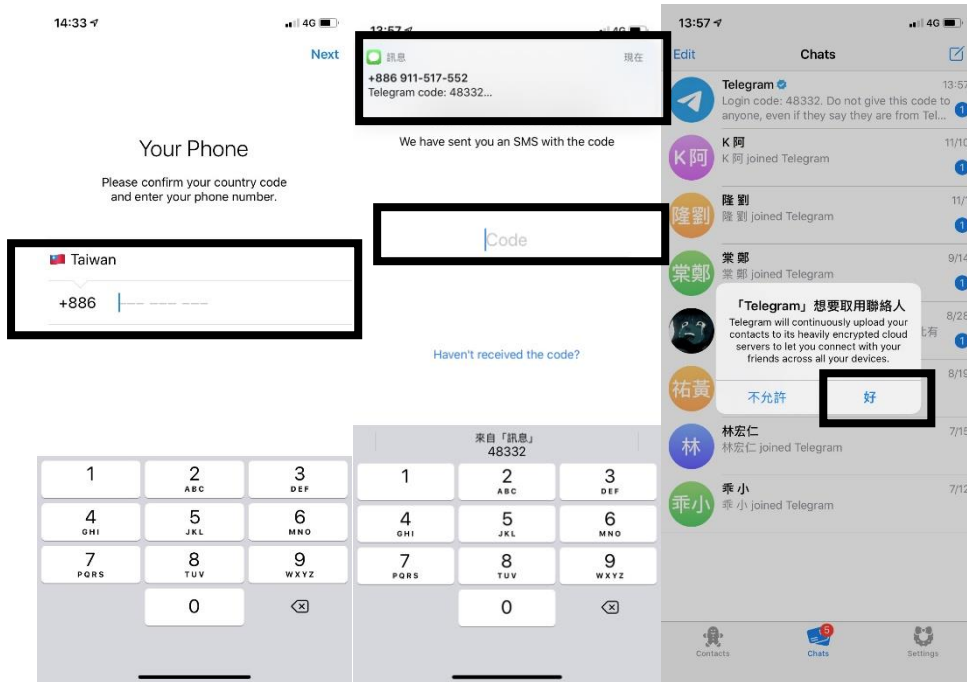 14:33
4G
Next
Your Phone
Please confirm your country code
and enter your phone number.
Taiwan
+886
1
2
ABC
3
DEF
4
GHI
5
JKL
6
MNO
7
PQRS
8
TUV
9
WXYZ
0
13:57
4G
訊息
現在
+886 911-517-552
Telegram code: 48332...
We have sent you an SMS with the code
Code
Haven't received the code?
來自「訊息」
48332
1
2
ABC
3
DEF
4
GHI
5
JKL
6
MNO
7
PQRS
8
TUV
9
WXYZ
0
13:57
4G
Edit
Chats
Telegram
13:57
Login code: 48332. Do not give this code to
anyone, even if they say they are from Tel...
1
K 阿
K 阿
11/10
K 阿 joined Telegram
1
隆劉
隆 劉
11/
隆 劉 joined Telegram
1
棠鄭
棠 鄭
9/14
棠 鄭 joined Telegram
1
8/28
有
1
「Telegram」想要取用聯絡人
Telegram will continuously upload your
contacts to its heavily encrypted cloud
servers to let you connect with your
friends across all your devices.
不允許
好
祐黃
8/19
林
林宏仁
7/15
林宏仁 joined Telegram
乖小
乖 小
7/12
乖 小 joined Telegram
Contacts
5
Chats
Settings